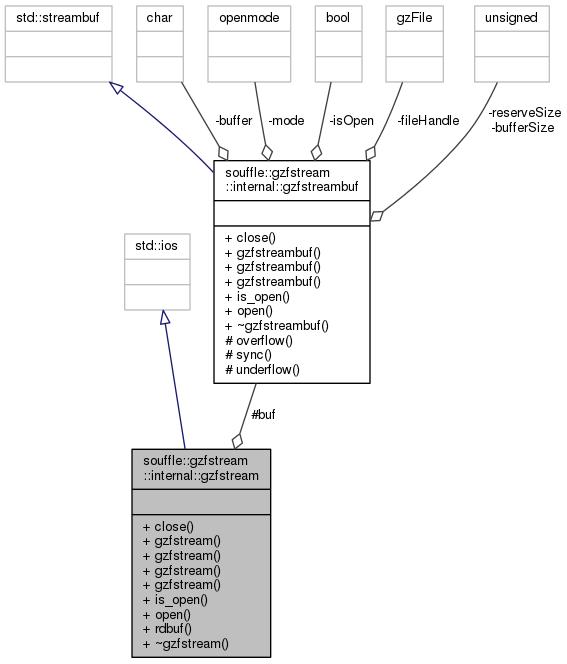 std::streambuf
char
openmode
bool
gzFile
unsigned
-buffer
-mode
-isOpen
-fileHandle
-reserveSize
-bufferSize
souffle::gzfstream
::internal::gzfstreambuf
+ close()
+ gzfstreambuf()
+ gzfstreambuf()
+ gzfstreambuf()
+ is_open()
+ open()
+ ~gzfstreambuf()
# overflow()
# sync()
# underflow()
std::ios
#buf
souffle::gzfstream
::internal::gzfstream
+ close()
+ gzfstream()
+ gzfstream()
+ gzfstream()
+ gzfstream()
+ is_open()
+ open()
+ rdbuf()
+ ~gzfstream()